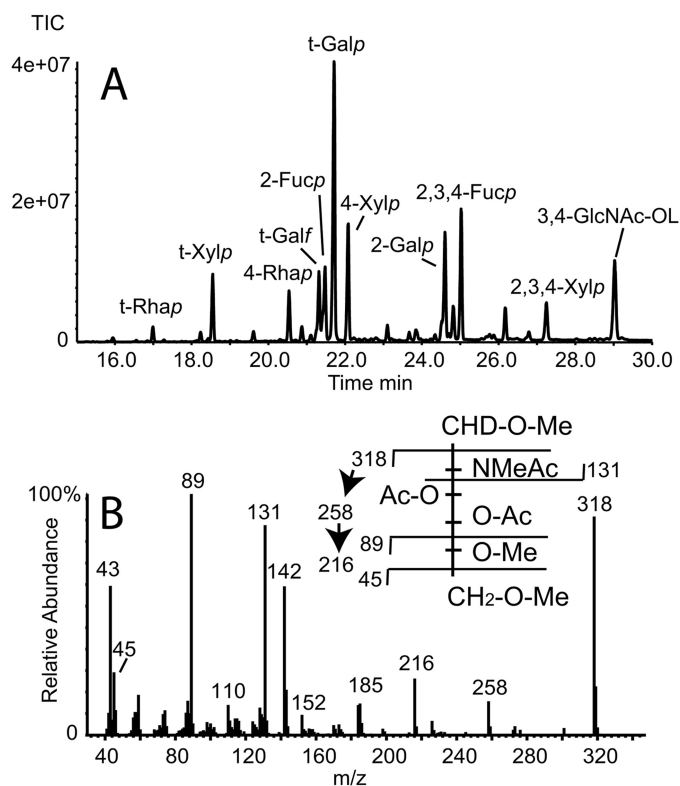 TIC
4e+07
A
t-Galp
2e+07
2-Fucp
4-Xylp
2,3,4-Fucp
t-Galf
3,4-GlcNAc-OL
t-Xylp
2-Galp
4-Rhap
t-Rhap
2,3,4-Xylp
0
16.0 18.0 20.0 22.0 24.0 26.0 28.0 30.0
Time min
B
CHD-O-Me
318
NMeAc
131
Ac-O
258
O-Ac
89
O-Me
216
45
CH2-O-Me
100%
Relative Abundance
0
43
45
89
110
131
142
152
185
216
258
318
40 80 120 160 200 240 280 320
m/z